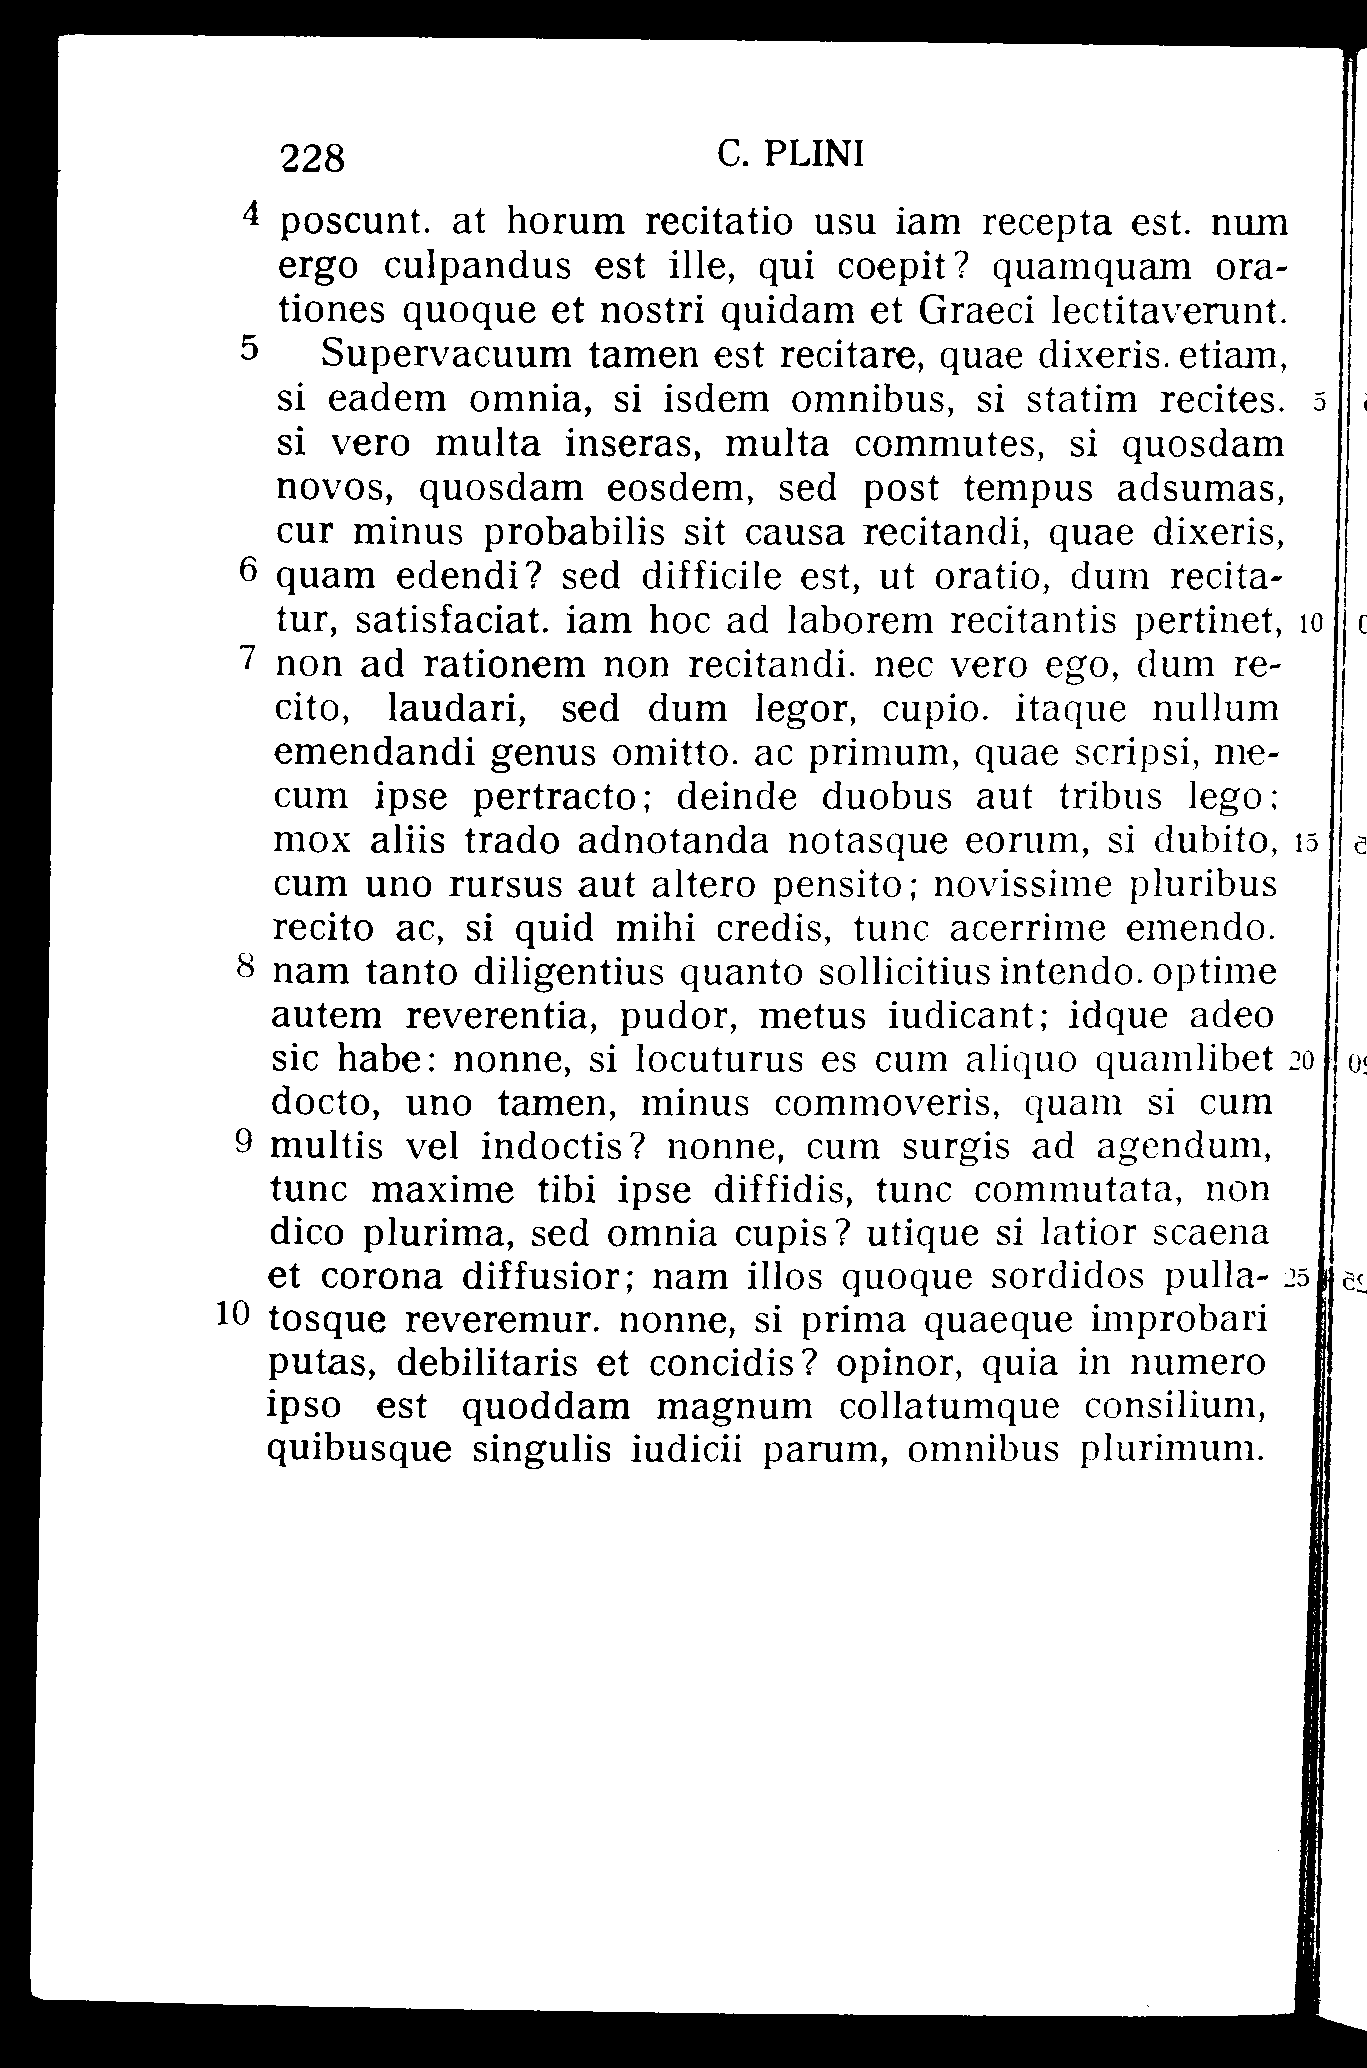 228 C. PLINI
4 poscunt. at horum recitatio usu iam recepta est. num
ergo culpandus est ille, qui coepit? quamquam ora-
tiones quoque et nostri quidam et Graeci lectitaverunt.
5 Supervacuum tamen est recitare, quae dixeris. etiam,
si eadem omnia, si isdem omnibus, si statim recites. 5
si vero multa inseras, multa commutes, si quosdam
novos, quosdam eosdem, sed post tempus adsumas,
cur minus probabilis sit causa recitandi, quae dixeris,
6 quam edendi? sed difficile est, ut oratio, dum recita-
tur, satisfaciat. iam hoc ad laborem recitantis pertinet, 10
7 non ad rationem non recitandi. nec vero ego, dum re-
cito, laudari, sed dum legor, cupio. itaque nullum
emendandi genus omitto. ac primum, quae scripsi, me-
cum ipse pertracto; deinde duobus aut tribus lego;
mox aliis trado adnotanda notasque eorum, si dubito, 15
cum uno rursus aut altero pensito; novissime pluribus
recito ac, si quid mihi credis, tunc acerrime emendo.
8 nam tanto diligentius quanto sollicitius intendo. optime
autem reverentia, pudor, metus iudicant; idque adeo
sic habe: nonne, si locuturus es cum aliquo quamlibet 20
docto, uno tamen, minus commoveris, quam si cum
9 multis vel indoctis? nonne, cum surgis ad agendum,
tunc maxime tibi ipse diffidis, tunc commutata, non
dico plurima, sed omnia cupis? utique si latior scaena
et corona diffusior; nam illos quoque sordidos pulla- 25
10 tosque reveremur. nonne, si prima quaeque improbari
putas, debilitaris et concidis? opinor, quia in numero
ipso est quoddam magnum collatumque consilium,
quibusque singulis iudicii parum, omnibus plurimum.